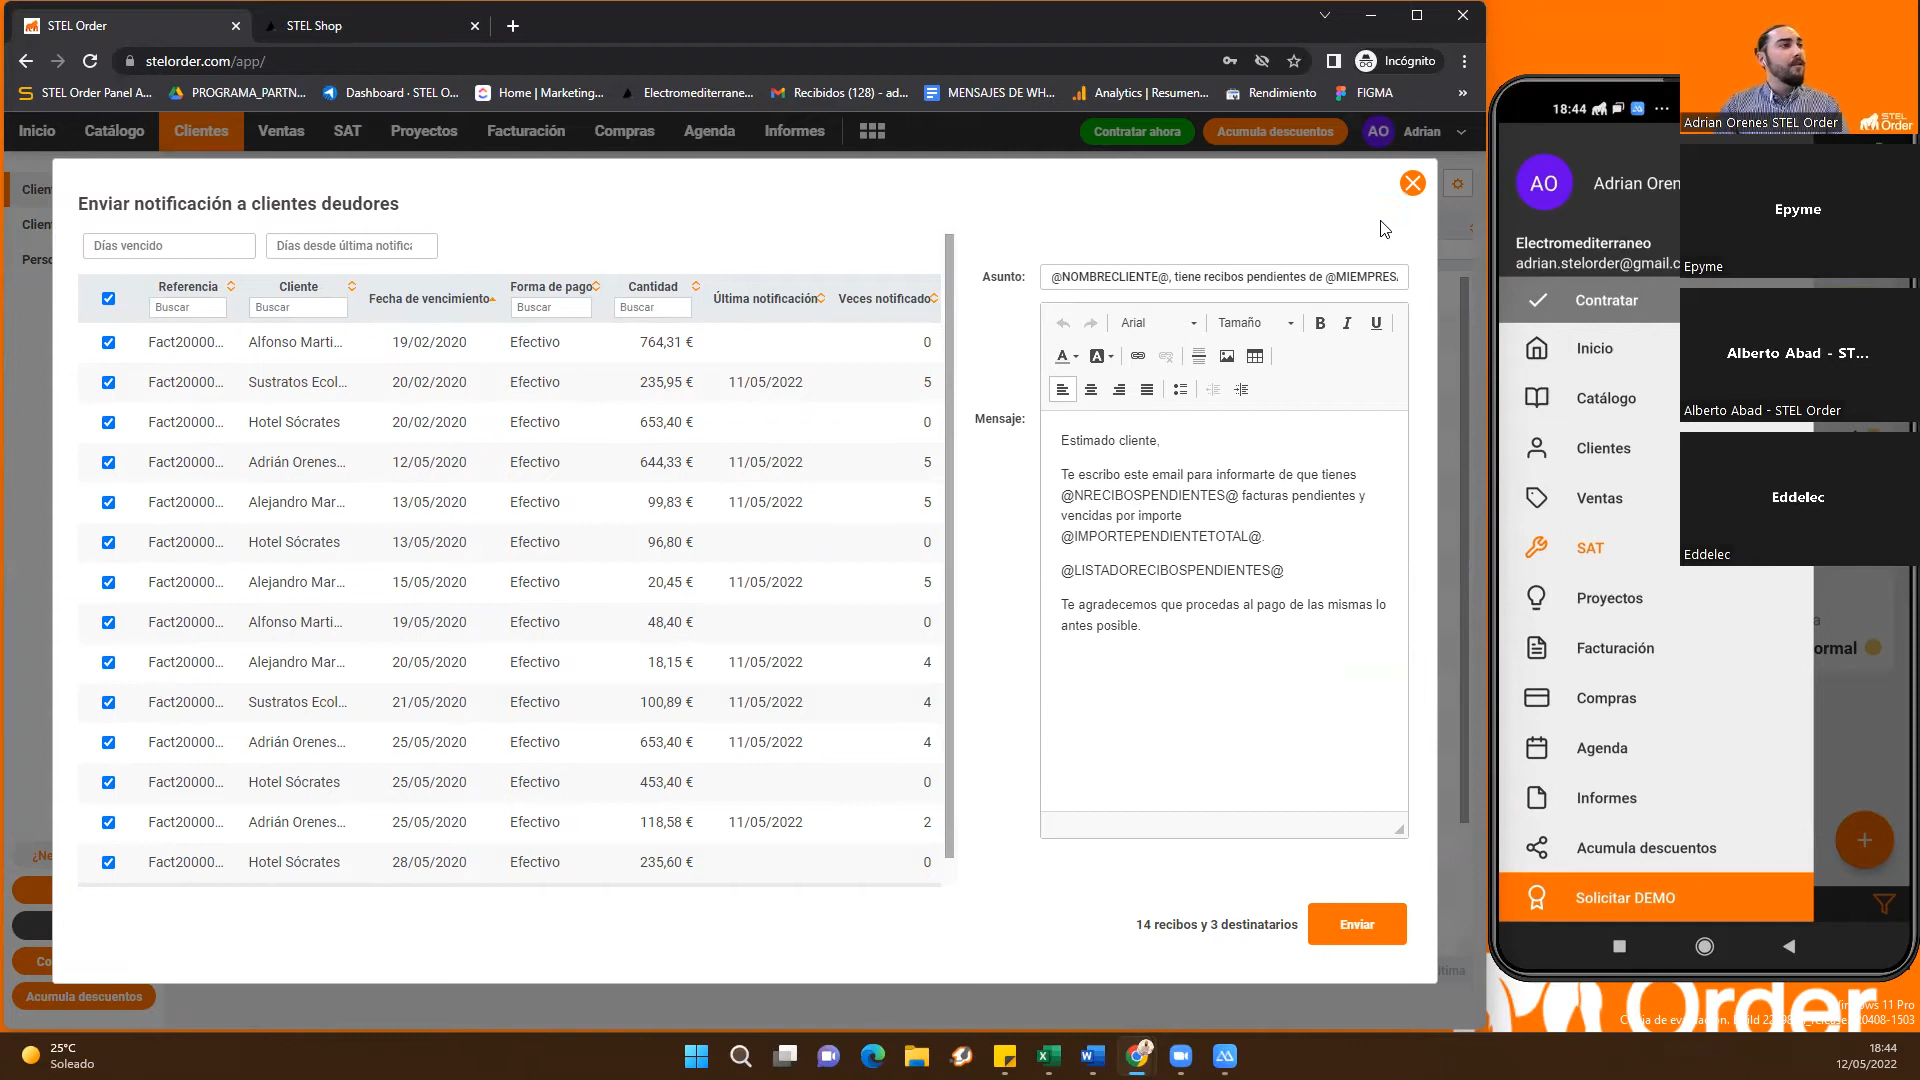 STEL Order
STEL Shop
stelorder.com/app/
Incógnito
STEL Order Panel A...
PROGRAMA_PARTN...
Dashboard · STEL O...
Home | Marketing...
Electromediterrane...
Recibidos (128) - ad...
MENSAJES DE WH...
Analytics | Resumen...
Rendimiento
FIGMA
»
Inicio
Catálogo
Clientes
Ventas
SAT
Proyectos
Facturación
Compras
Agenda
Informes
Contratar ahora
Acumula descuentos
AO
Adrian
Clien
Clien
Perso
Enviar notificación a clientes deudores
Días vencido
Días desde última notifica
Referencia Cliente Fecha de vencimiento Forma de pago Cantidad Última notificación Veces notificado
Buscar Buscar Buscar Buscar
Fact20000... Alfonso Marti... 19/02/2020 Efectivo 764,31 € 0
Fact20000... Sustratos Ecol... 20/02/2020 Efectivo 235,95 € 11/05/2022 5
Fact20000... Hotel Sócrates 20/02/2020 Efectivo 653,40 € 0
Fact20000... Adrián Orenes... 12/05/2020 Efectivo 644,33 € 11/05/2022 5
Fact20000... Alejandro Mar... 13/05/2020 Efectivo 99,83 € 11/05/2022 5
Fact20000... Hotel Sócrates 13/05/2020 Efectivo 96,80 € 0
Fact20000... Alejandro Mar... 15/05/2020 Efectivo 20,45 € 11/05/2022 5
Fact20000... Alfonso Marti... 19/05/2020 Efectivo 48,40 € 0
Fact20000... Alejandro Mar... 20/05/2020 Efectivo 18,15 € 11/05/2022 4
Fact20000... Sustratos Ecol... 21/05/2020 Efectivo 100,89 € 11/05/2022 4
Fact20000... Adrián Orenes... 25/05/2020 Efectivo 653,40 € 11/05/2022 4
Fact20000... Hotel Sócrates 25/05/2020 Efectivo 453,40 € 0
Fact20000... Adrián Orenes... 25/05/2020 Efectivo 118,58 € 11/05/2022 2
Fact20000... Hotel Sócrates 28/05/2020 Efectivo 235,60 € 0
Asunto:
@NOMBRECLIENTE@, tiene recibos pendientes de @MIEMPRES
Arial
Tamaño
B I U
A A
Mensaje:
Estimado cliente,
Te escribo este email para informarte de que tienes
@NRECIBOSPENDIENTES@ facturas pendientes y
vencidas por importe
@IMPORTEPENDIENTETOTAL@.
@LISTADORECIBOSPENDIENTES@
Te agradecemos que procedas al pago de las mismas lo
antes posible.
14 recibos y 3 destinatarios
Enviar
¿Ne
Co
Acumula descuentos
tima
18:44
AO
Adrian Oren
Electromediterraneo
adrian.stelorder@gmail.c
Contratar
Inicio
Catálogo
Clientes
Ventas
SAT
Proyectos
Facturación
Compras
Agenda
Informes
Acumula descuentos
Solicitar DEMO
a
ormal
Adrian Orenes STEL Order
STEL
Order
Epyme
Epyme
Alberto Abad - ST...
Alberto Abad - STEL Order
Eddelec
Eddelec
Order
Windows 11 Pro
25°C
Soleado
18:44
12/05/2022